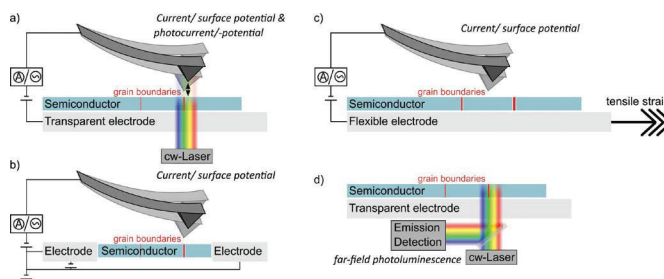 a)
Current/ surface potential &
photocurrent/-potential
grain boundaries
Semiconductor
Transparent electrode
cw-Laser
b)
Current/ surface potential
grain boundaries
Electrode
Semiconductor
Electrode
c)
Current/ surface potential
grain boundaries
Semiconductor
tensile strain
Flexible electrode
d)
grain boundaries
Semiconductor
Transparent electrode
Emission
Detection
far-field photoluminescence
cw-Laser